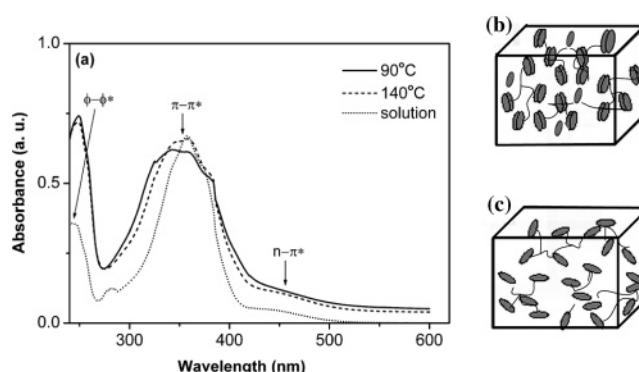 (a)
90°C
140°C
solution
ϕ–ϕ*
π–π*
n–π*
1.0
0.5
0.0
300
400
500
600
Absorbance (a. u.)
Wavelength (nm)
(b)
(c)